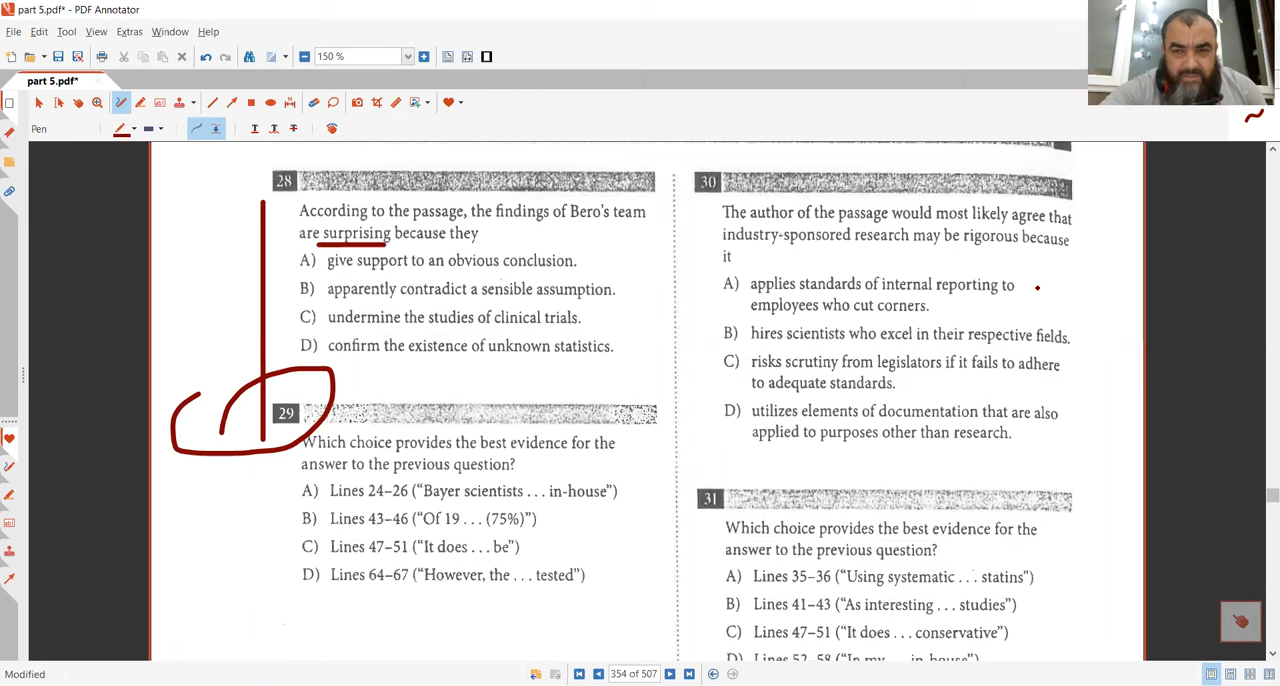 part 5.pdf* - PDF Annotator
File Edit Tool View Extras Window Help
150 %
part 5.pdf*
Pen
28
According to the passage, the findings of Bero's team
are surprising because they
A) give support to an obvious conclusion.
B) apparently contradict a sensible assumption.
C) undermine the studies of clinical trials.
D) confirm the existence of unknown statistics.
29
Which choice provides the best evidence for the
answer to the previous question?
A) Lines 24–26 (“Bayer scientists . . . in-house”)
B) Lines 43–46 (“Of 19 . . . (75%)”)
C) Lines 47–51 (“It does . . . be”)
D) Lines 64–67 (“However, the . . . tested”)
30
The author of the passage would most likely agree that
industry-sponsored research may be rigorous because
it
A) applies standards of internal reporting to
employees who cut corners.
B) hires scientists who excel in their respective fields.
C) risks scrutiny from legislators if it fails to adhere
to adequate standards.
D) utilizes elements of documentation that are also
applied to purposes other than research.
31
Which choice provides the best evidence for the
answer to the previous question?
A) Lines 35–36 (“Using systematic . . . statins”)
B) Lines 41–43 (“As interesting . . . studies”)
C) Lines 47–51 (“It does . . . conservative”)
D) Lines 52–58 (“In my . . . in-house”)
Modified
354 of 507